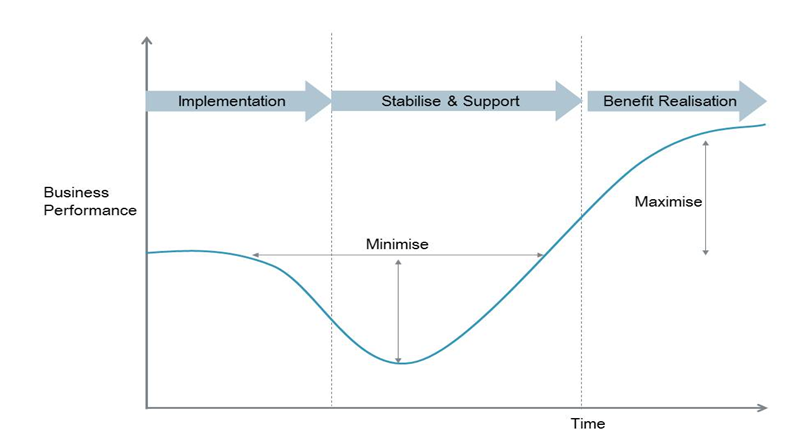 Implementation
Stabilise & Support
Benefit Realisation
Business
Performance
Maximise
Minimise
Time